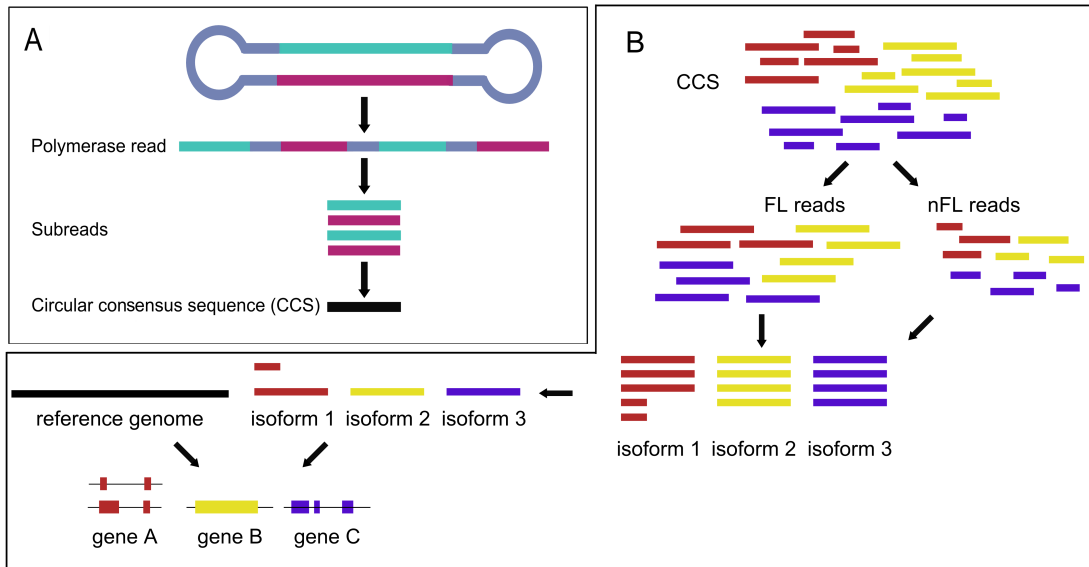 A
Polymerase read
Subreads
Circular consensus sequence (CCS)
B
CCS
FL reads
nFL reads
isoform 1
isoform 2
isoform 3
reference genome
isoform 1
isoform 2
isoform 3
gene A
gene B
gene C